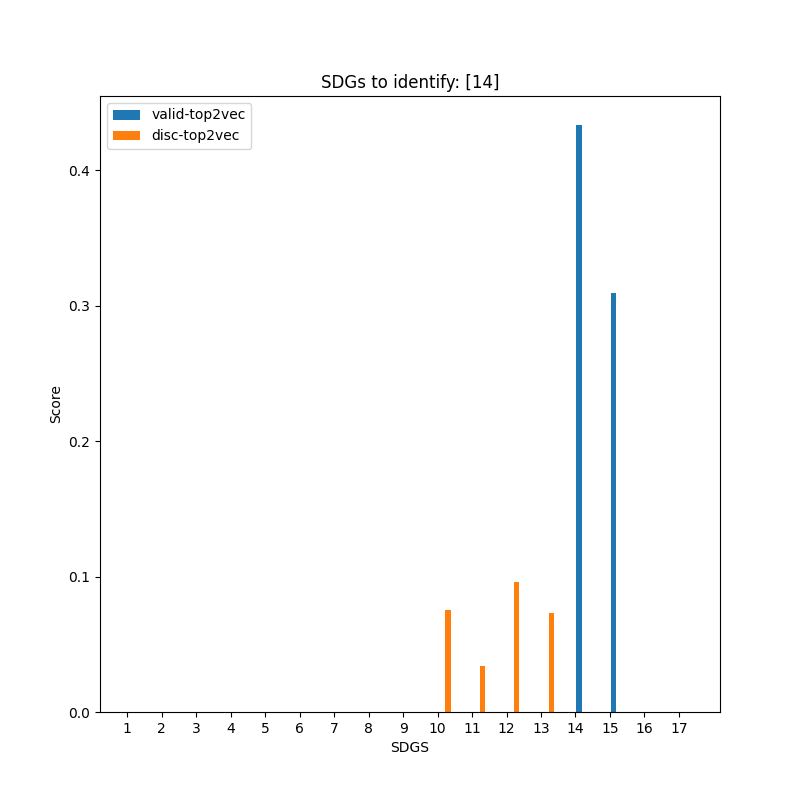 SDGs to identify: [14]
valid-top2vec
disc-top2vec
0.4
0.3
0.2
0.1
0.0
Score
1 2 3 4 5 6 7 8 9 10 11 12 13 14 15 16 17
SDGS